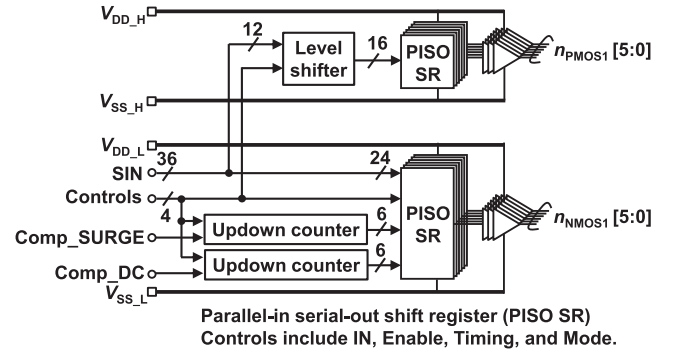 VDD_H
12
Level shifter
16
PISO SR
nPMOS1 [5:0]
VSS_H
VDD_L
36
SIN
24
Controls
4
PISO SR
nNMOS1 [5:0]
Updown counter
6
Comp_SURGE
Updown counter
6
Comp_DC
VSS_L
Parallel-in serial-out shift register (PISO SR)
Controls include IN, Enable, Timing, and Mode.